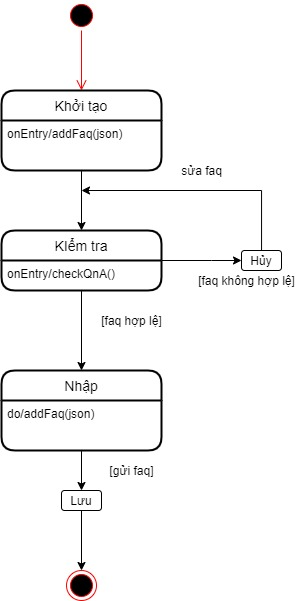 Khởi tạo
onEntry/addFaq(json)
sửa faq
Kiểm tra
onEntry/checkQnA()
Hủy
[faq không hợp lệ]
[faq hợp lệ]
Nhập
do/addFaq(json)
[gửi faq]
Lưu